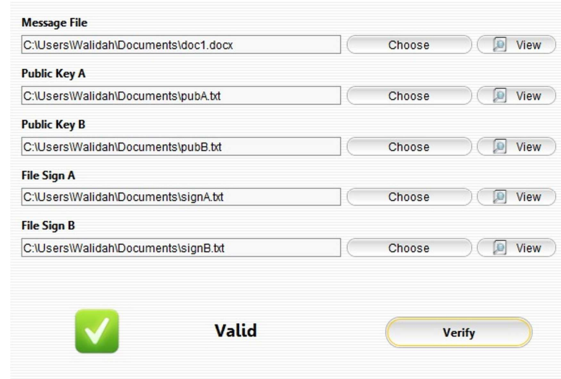 Message File
C:\Users\Walidah\Documents\doc1.docx Choose View
Public Key A
C:\Users\Walidah\Documents\pubA.txt Choose View
Public Key B
C:\Users\Walidah\Documents\pubB.txt Choose View
File Sign A
C:\Users\Walidah\Documents\signA.txt Choose View
File Sign B
C:\Users\Walidah\Documents\signB.txt Choose View
Valid Verify